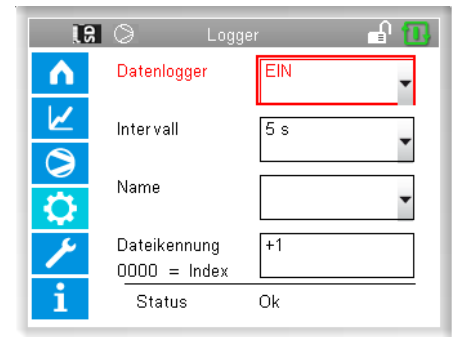 Logger
Datenlogger
EIN
Intervall
5 s
Name
Dateikennung
+1
0000 = Index
Status
Ok